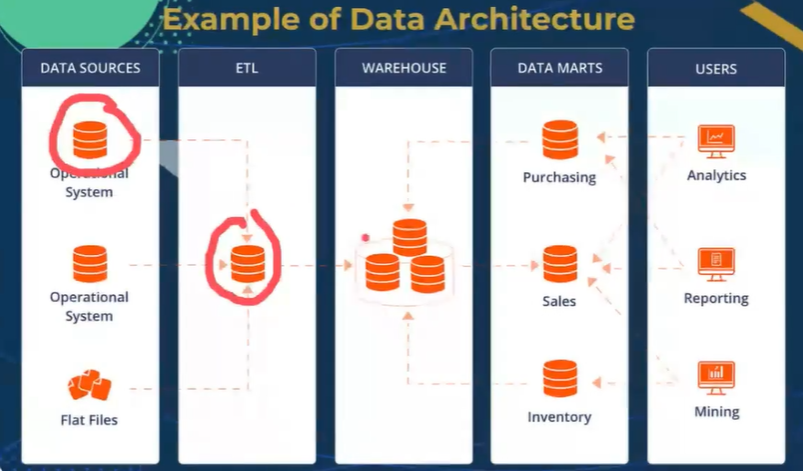 Example of Data Architecture
DATA SOURCES
ETL
WAREHOUSE
DATA MARTS
USERS
Operational
System
Operational
System
Flat Files
Purchasing
Sales
Inventory
Analytics
Reporting
Mining